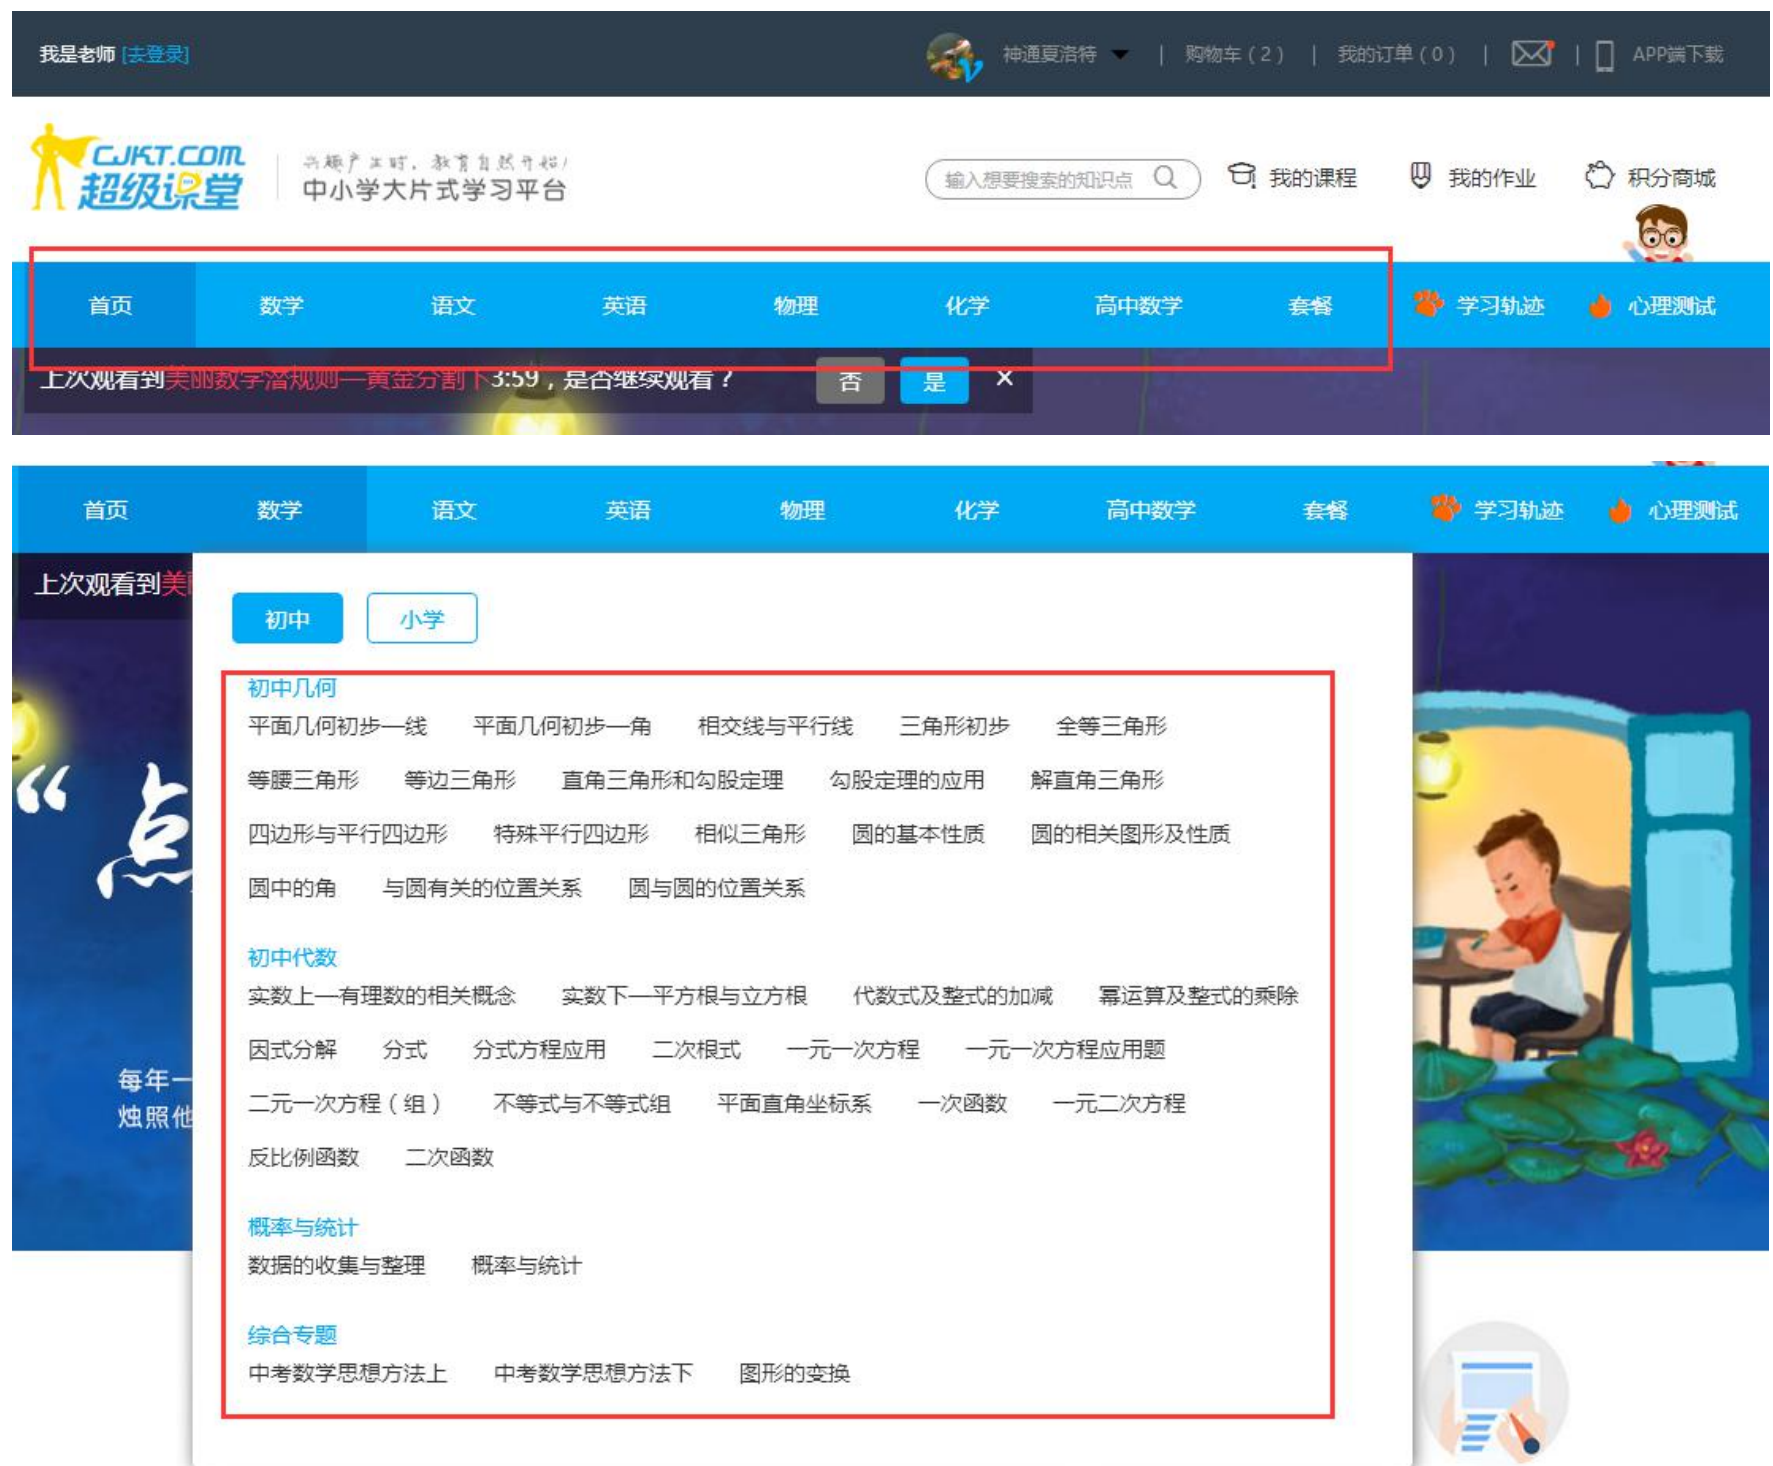 我是老师 [去登录] 神通夏洛特 | 购物车 ( 2 ) | 我的订单 ( 0 ) | | APP端下载
CJKT.COM
超级课堂
兴趣产生时，教育自然开始！
中小学大片式学习平台
输入想要搜索的知识点 我的课程 我的作业 积分商城
首页 数学 语文 英语 物理 化学 高中数学 套餐 学习轨迹 心理测试
上次观看到美丽数学潜规则—黄金分割下3:59，是否继续观看？ 否 是 ×
首页 数学 语文 英语 物理 化学 高中数学 套餐 学习轨迹 心理测试
上次观看到美
初中 小学
初中几何
平面几何初步—线 平面几何初步—角 相交线与平行线 三角形初步 全等三角形
等腰三角形 等边三角形 直角三角形和勾股定理 勾股定理的应用 解直角三角形
四边形与平行四边形 特殊平行四边形 相似三角形 圆的基本性质 圆的相关图形及性质
圆中的角 与圆有关的位置关系 圆与圆的位置关系
“点
初中代数
实数上—有理数的相关概念 实数下—平方根与立方根 代数式及整式的加减 幂运算及整式的乘除
因式分解 分式 分式方程应用 二次根式 一元一次方程 一元一次方程应用题
二元一次方程 ( 组 ) 不等式与不等式组 平面直角坐标系 一次函数 一元二次方程
反比例函数 二次函数
每年一
烛照他
概率与统计
数据的收集与整理 概率与统计
综合专题
中考数学思想方法上 中考数学思想方法下 图形的变换